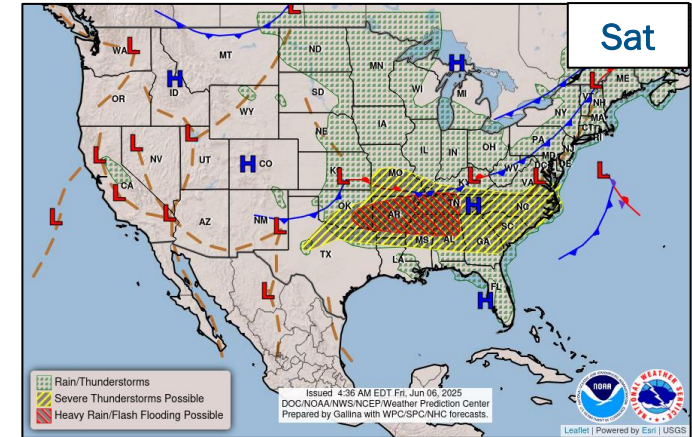 Sat
L
WA
L
MT
ND
MN
H
ME
H
ID
OR
SD
WI
MI
L
VT
NH
NY
MA
CT
RI
WY
IA
NE
PA
NJ
L
L
NV
UT
H
CO
IL
IN
OH
MD
DE
DC
WV
L
CA
L
K
L
MO
KY
L
VA
L
L
L
AZ
NM
L
OK
AR
TN
H
NC
SC
L
TX
MS
AL
GA
LA
L
FL
H
Rain/Thunderstorms
Severe Thunderstorms Possible
Heavy Rain/Flash Flooding Possible
Issued 4:36 AM EDT Fri, Jun 06, 2025
DOC/NOAA/NWS/NCEP/Weather Prediction Center
Prepared by Gallina with WPC/SPC/NHC forecasts.
NOAA
NATIONAL WEATHER SERVICE
Leaflet | Powered by Esri | USGS